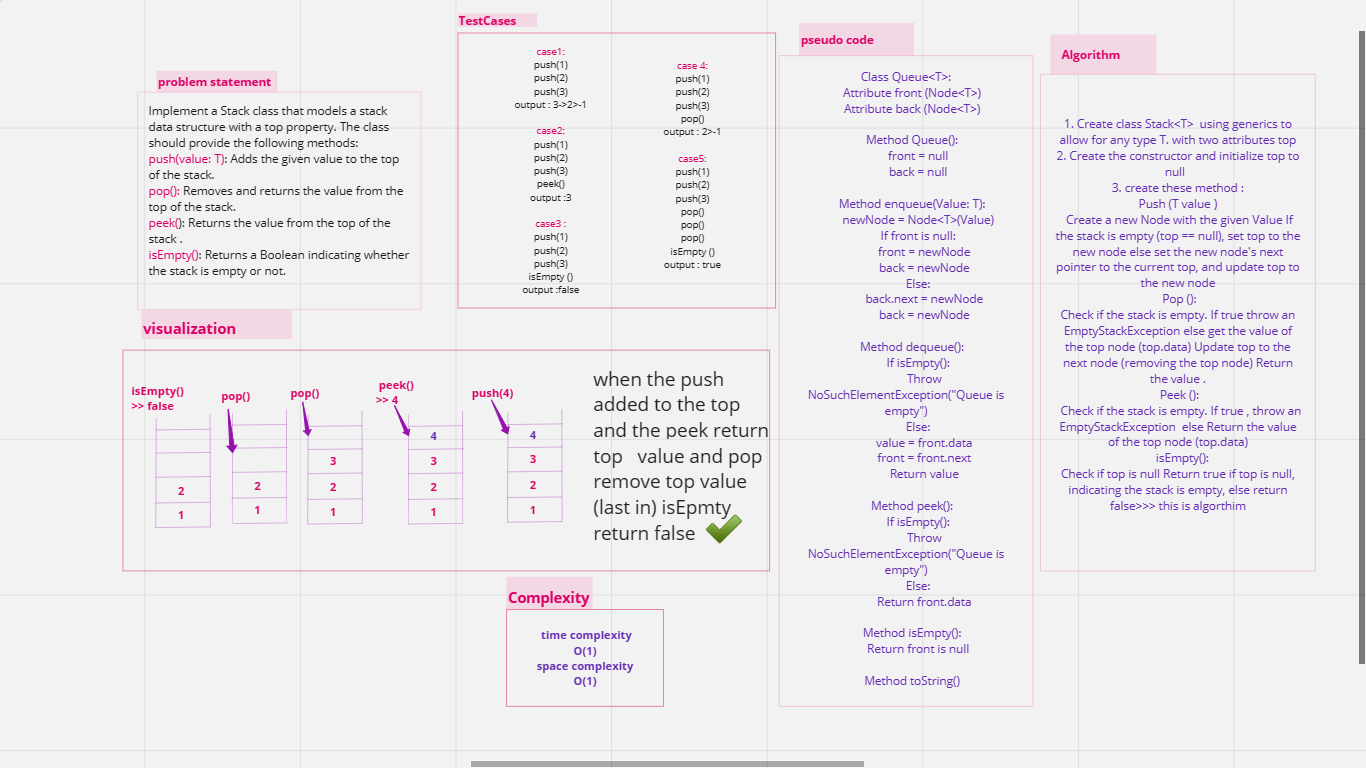 problem statement
Implement a Stack class that models a stack
data structure with a top property. The class
should provide the following methods:
push(value: T): Adds the given value to the top
of the stack.
pop(): Removes and returns the value from the
top of the stack.
peek(): Returns the value from the top of the
stack .
isEmpty(): Returns a Boolean indicating whether
the stack is empty or not.
TestCases
case1:
push(1)
push(2)
push(3)
output : 3->2>-1
case2:
push(1)
push(2)
push(3)
peek()
output :3
case3 :
push(1)
push(2)
push(3)
isEmpty ()
output :false
case 4:
push(1)
push(2)
push(3)
pop()
output : 2>-1
case5:
push(1)
push(2)
push(3)
pop()
pop()
pop()
isEmpty ()
output : true
visualization
isEmpty()
>> false
2
1
pop()
2
1
pop()
3
2
1
peek()
>> 4
4
3
2
1
push(4)
4
3
2
1
when the push
added to the top
and the peek return
top value and pop
remove top value
(last in) isEpmty
return false
Complexity
time complexity
O(1)
space complexity
O(1)
pseudo code
Class Queue<T>:
Attribute front (Node<T>)
Attribute back (Node<T>)
Method Queue():
front = null
back = null
Method enqueue(Value: T):
newNode = Node<T>(Value)
If front is null:
front = newNode
back = newNode
Else:
back.next = newNode
back = newNode
Method dequeue():
If isEmpty():
Throw
NoSuchElementException("Queue is
empty")
Else:
value = front.data
front = front.next
Return value
Method peek():
If isEmpty():
Throw
NoSuchElementException("Queue is
empty")
Else:
Return front.data
Method isEmpty():
Return front is null
Method toString()
Algorithm
1. Create class Stack<T> using generics to
allow for any type T. with two attributes top
2. Create the constructor and initialize top to
null
3. create these method :
Push (T value )
Create a new Node with the given Value If
the stack is empty (top == null), set top to the
new node else set the new node's next
pointer to the current top, and update top to
the new node
Pop ():
Check if the stack is empty. If true throw an
EmptyStackException else get the value of
the top node (top.data) Update top to the
next node (removing the top node) Return
the value .
Peek ():
Check if the stack is empty. If true , throw an
EmptyStackException else Return the value
of the top node (top.data)
isEmpty():
Check if top is null Return true if top is null,
indicating the stack is empty, else return
false>>> this is algorthim